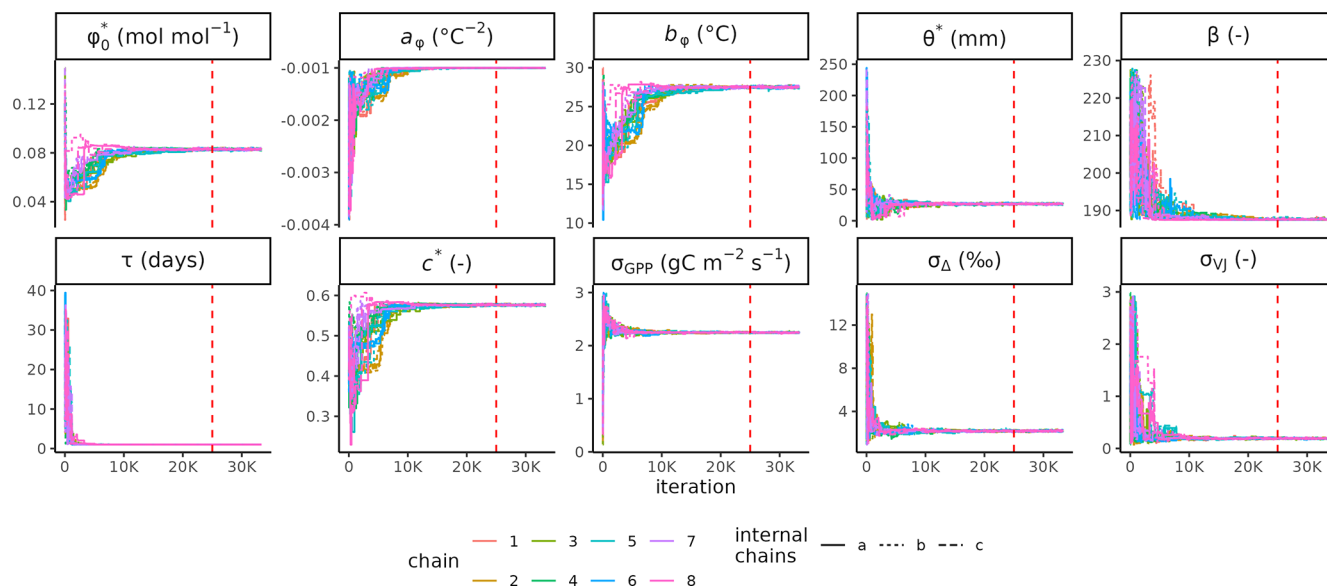 φ₀* (mol mol⁻¹)
aᵩ (°C⁻²)
bᵩ (°C)
θ* (mm)
β (-)
0.12
0.08
0.04
-0.001
-0.002
-0.003
-0.004
30
25
20
15
10
250
200
150
100
50
0
230
220
210
200
190
τ (days)
c* (-)
σGPP (gC m⁻² s⁻¹)
σΔ (‰)
σVJ (-)
40
30
20
10
0
0.6
0.5
0.4
0.3
3
2
1
0
12
8
4
3
2
1
0
0 10K 20K 30K
0 10K 20K 30K
0 10K 20K 30K
0 10K 20K 30K
0 10K 20K 30K
iteration
chain
1 3 5 7
2 4 6 8
internal
chains
a b c